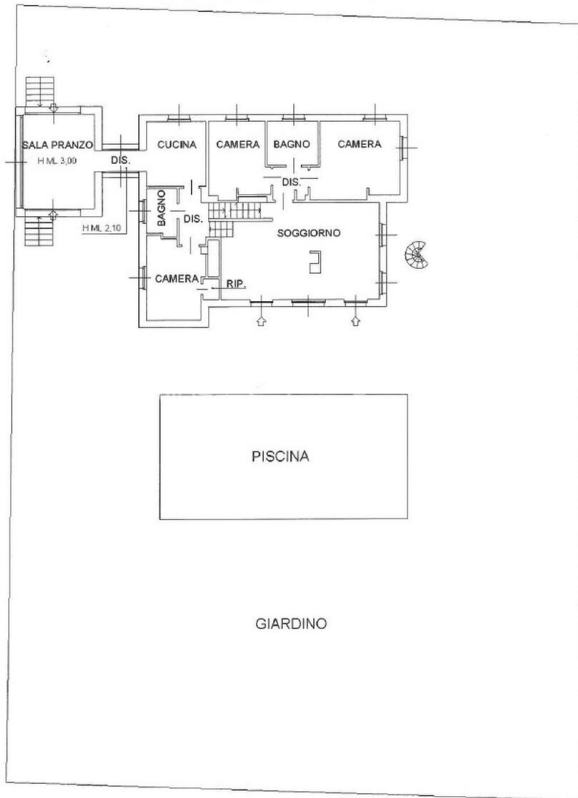 SALA PRANZO
H ML 3,00
DIS.
CUCINA
CAMERA
BAGNO
CAMERA
DIS.
BAGNO
DIS.
H ML 2,10
SOGGIORNO
CAMERA
RIP.
PISCINA
GIARDINO